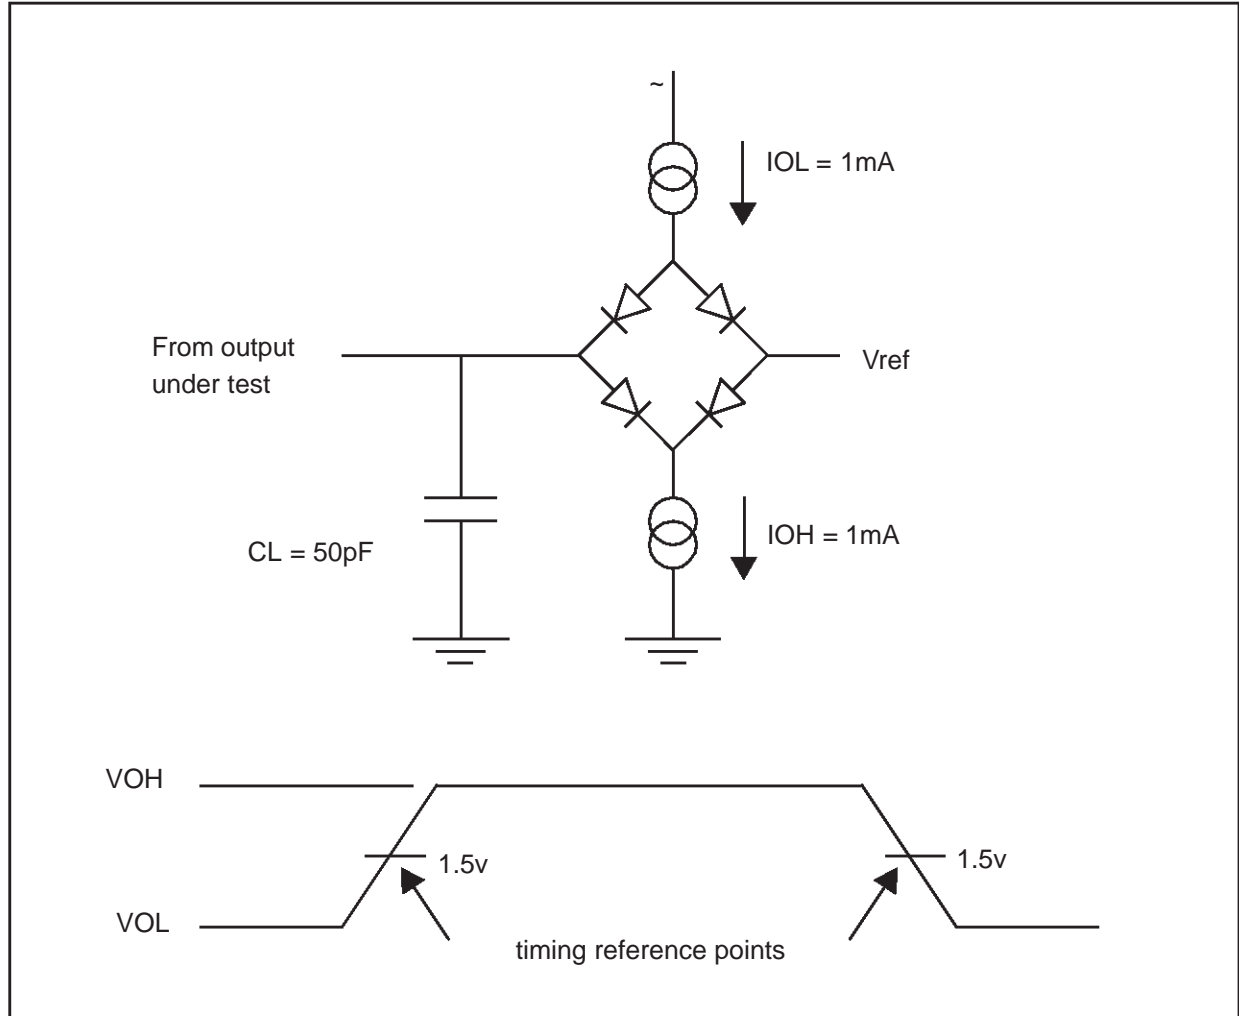 ~
IOL = 1mA
From output
under test
Vref
CL = 50pF
IOH = 1mA
VOH
1.5v
1.5v
VOL
timing reference points